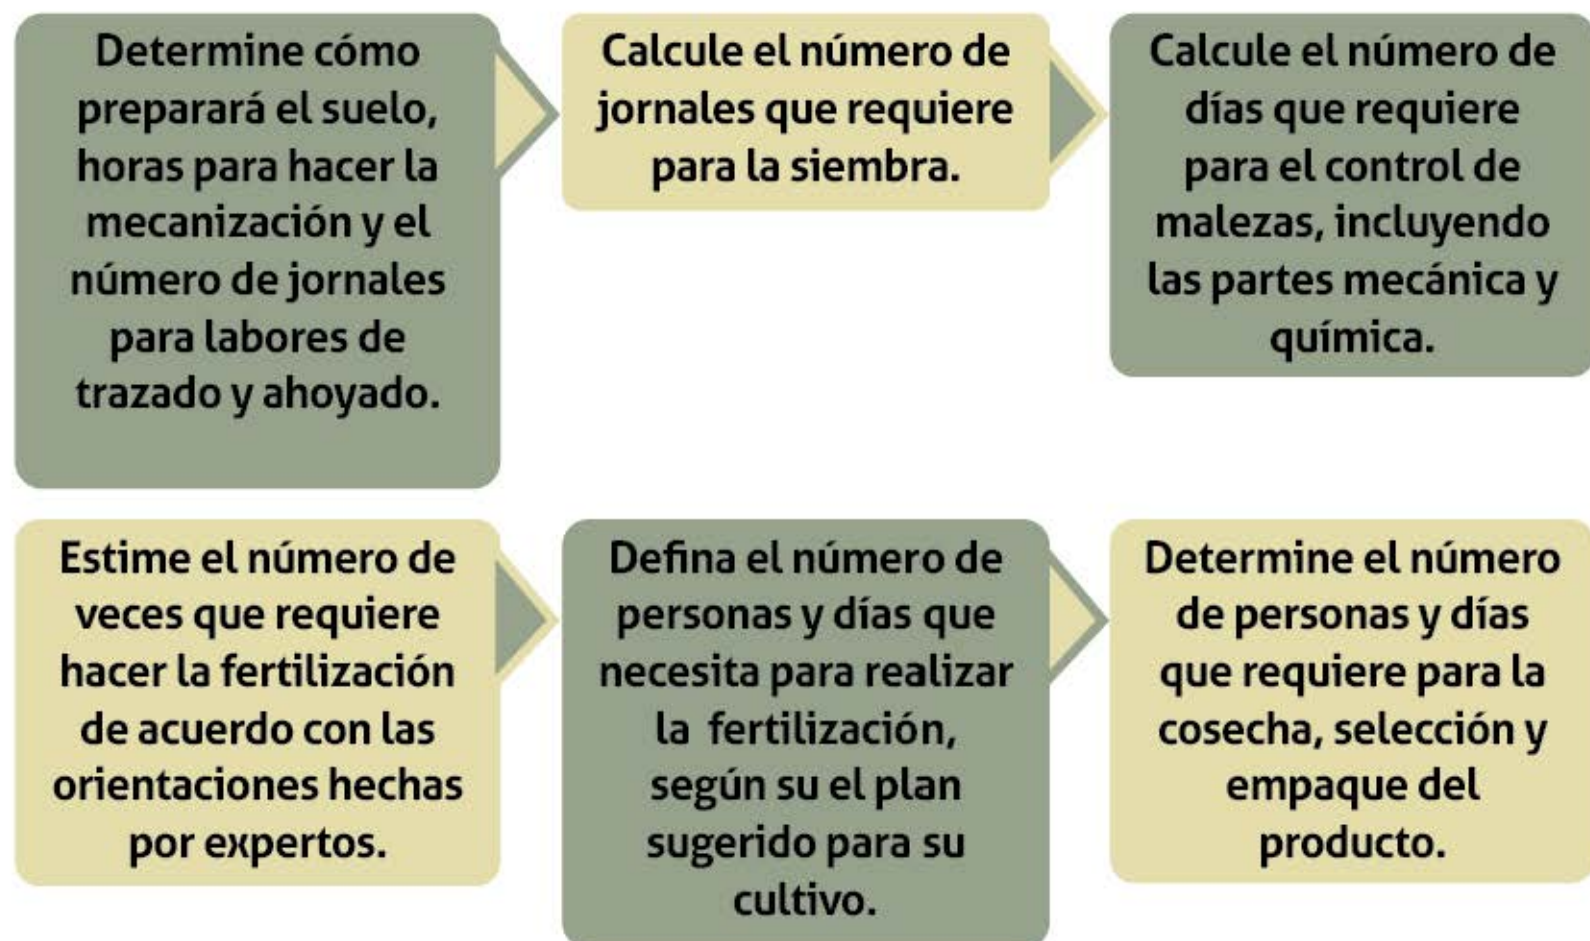 Determine cómo
preparará el suelo,
horas para hacer la
mecanización y el
número de jornales
para labores de
trazado y ahoyado.
Calcule el número de
jornales que requiere
para la siembra.
Calcule el número de
días que requiere
para el control de
malezas, incluyendo
las partes mecánica y
química.
Estime el número de
veces que requiere
hacer la fertilización
de acuerdo con las
orientaciones hechas
por expertos.
Defina el número de
personas y días que
necesita para realizar
la fertilización,
según su el plan
sugerido para su
cultivo.
Determine el número
de personas y días
que requiere para la
cosecha, selección y
empaque del
producto.